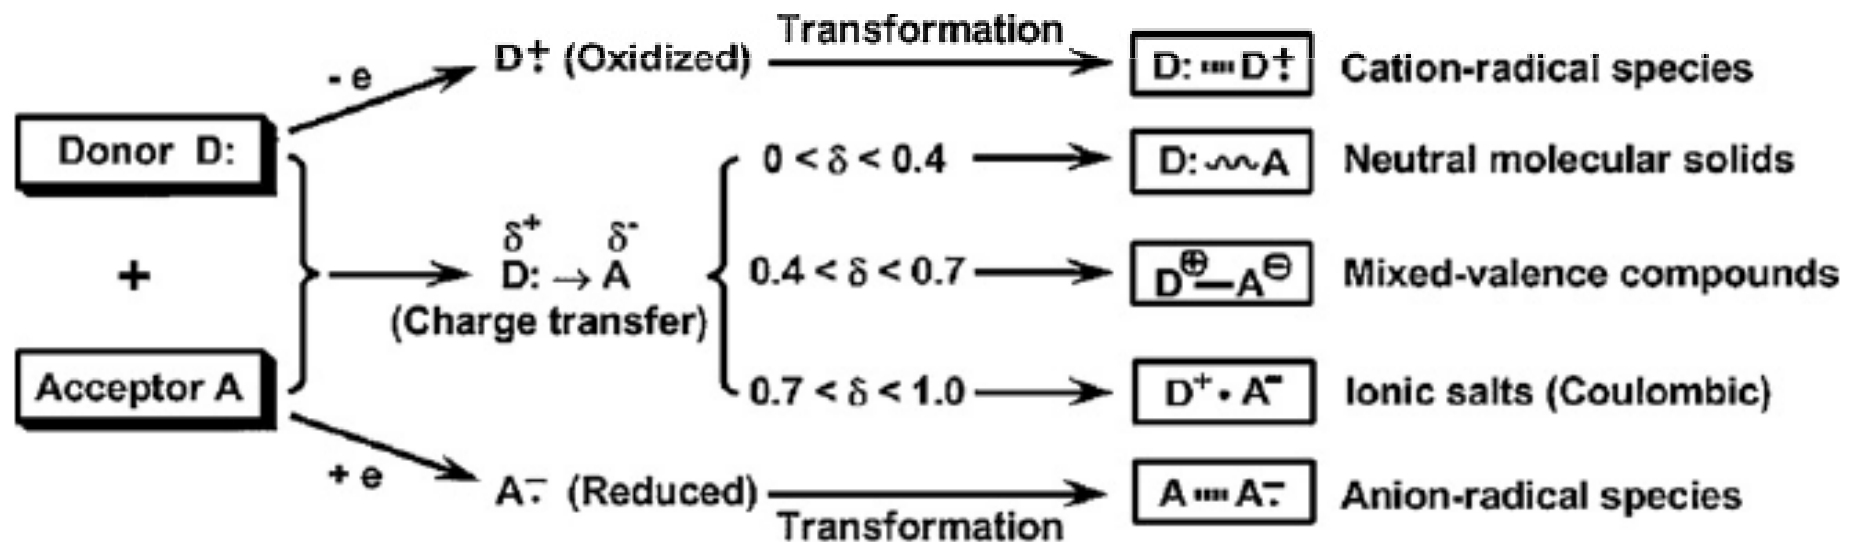 Transformation
- e
D⁺. (Oxidized)
D: ···· D⁺.
Cation-radical species
Donor D:
0 < δ < 0.4
D: 〰 A
Neutral molecular solids
δ⁺ δ⁻
D: → A
(Charge transfer)
+
0.4 < δ < 0.7
D⊕—A⊖
Mixed-valence compounds
Acceptor A
0.7 < δ < 1.0
D⁺ · A⁻
Ionic salts (Coulombic)
+ e
A⁻. (Reduced)
Transformation
A ···· A⁻.
Anion-radical species